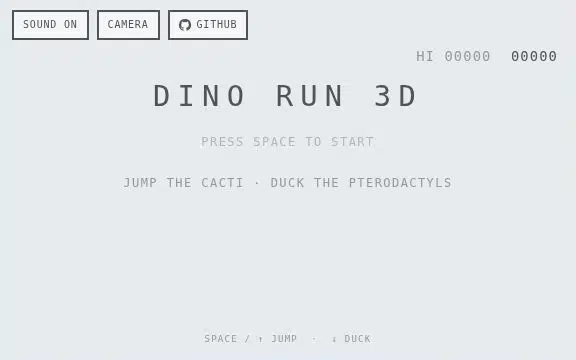 SOUND ON
CAMERA
GITHUB
HI 00000 00000
DINO RUN 3D
PRESS SPACE TO START
JUMP THE CACTI · DUCK THE PTERODACTYLS
SPACE / ↑ JUMP · ↓ DUCK